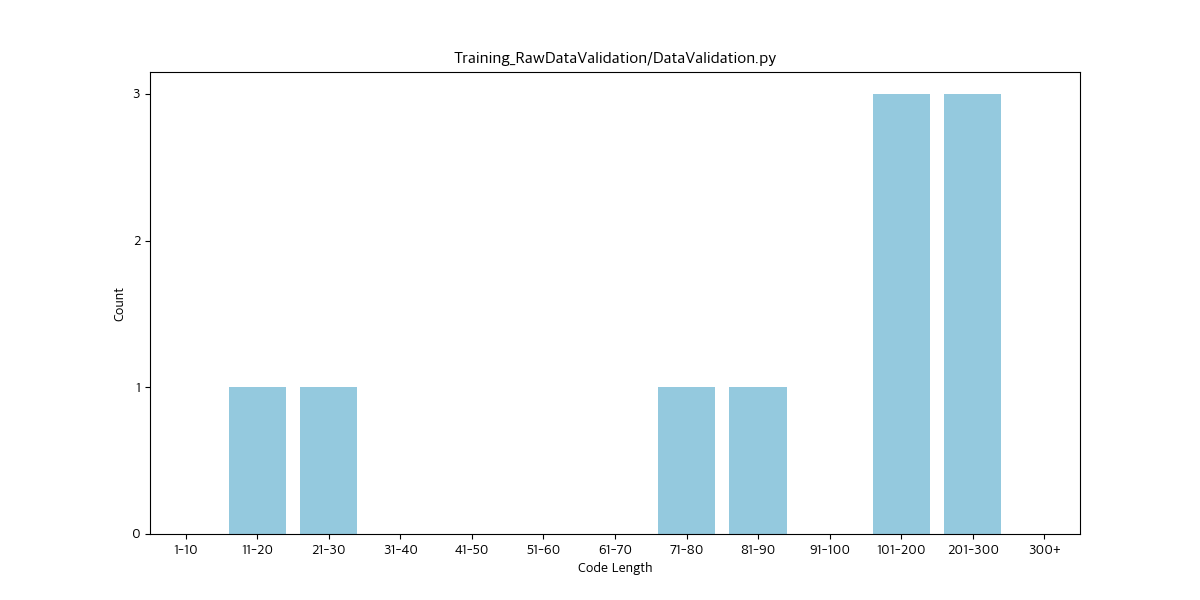 Training_RawDataValidation/DataValidation.py
3
2
1
0
Count
1-10 11-20 21-30 31-40 41-50 51-60 61-70 71-80 81-90 91-100 101-200 201-300 300+
Code Length